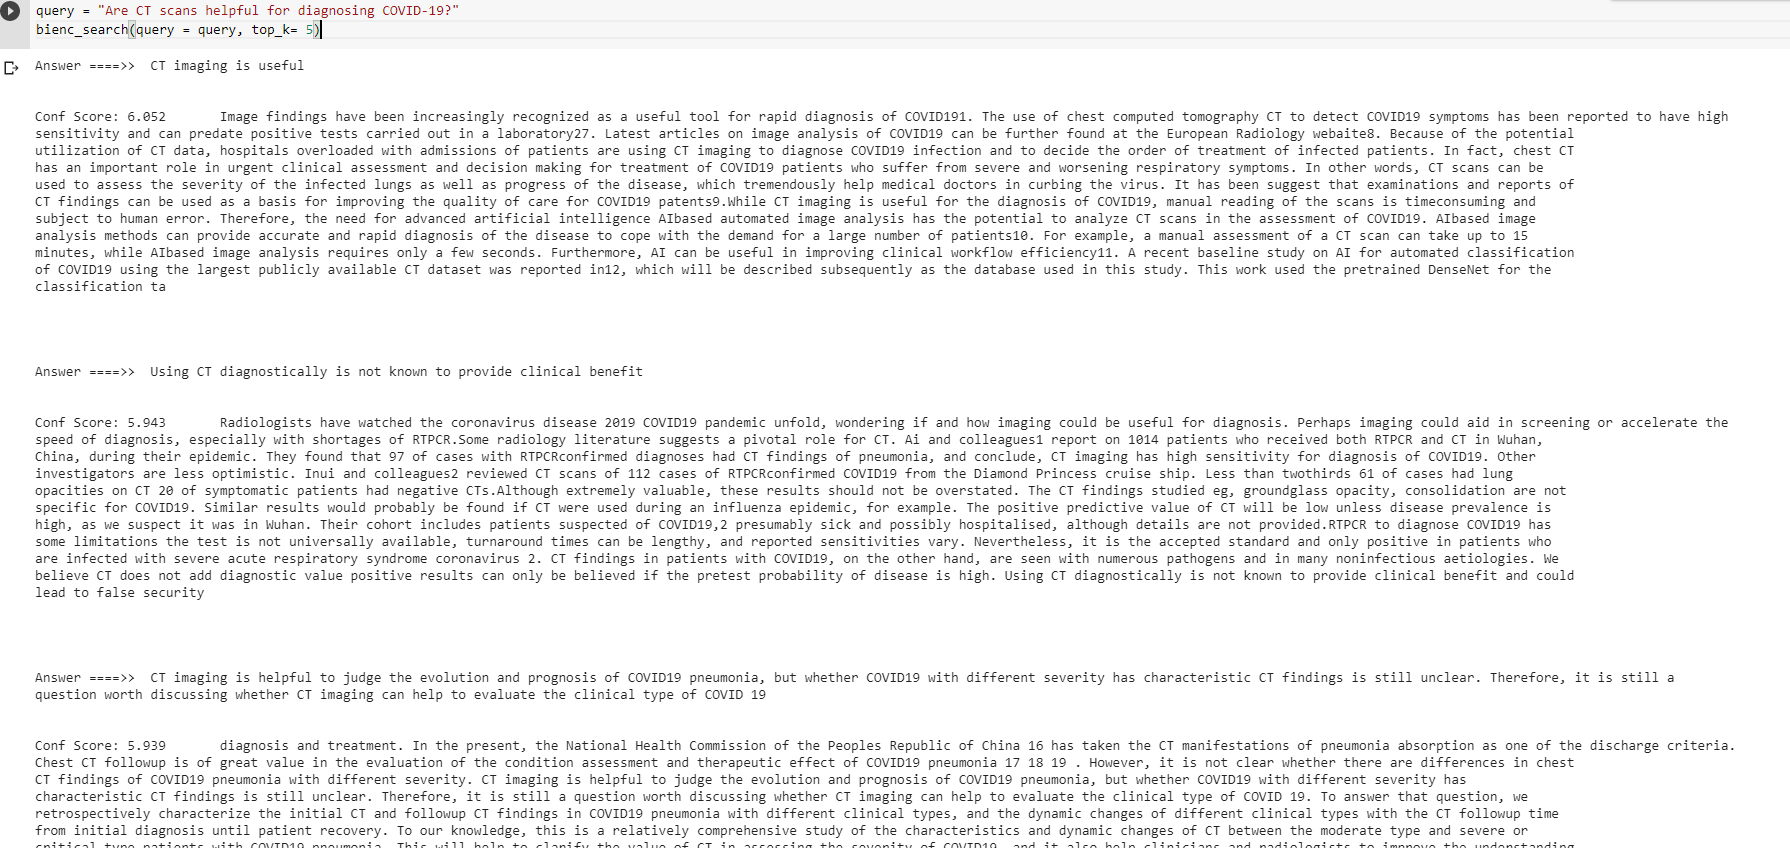 query = "Are CT scans helpful for diagnosing COVID-19?"
bienc_search(query = query, top_k= 5)
Answer ====>>  CT imaging is useful
Conf Score: 6.052       Image findings have been increasingly recognized as a useful tool for rapid diagnosis of COVID191. The use of chest computed tomography CT to detect COVID19 symptoms has been reported to have high
sensitivity and can predate positive tests carried out in a laboratory27. Latest articles on image analysis of COVID19 can be further found at the European Radiology webaite8. Because of the potential
utilization of CT data, hospitals overloaded with admissions of patients are using CT imaging to diagnose COVID19 infection and to decide the order of treatment of infected patients. In fact, chest CT
has an important role in urgent clinical assessment and decision making for treatment of COVID19 patients who suffer from severe and worsening respiratory symptoms. In other words, CT scans can be
used to assess the severity of the infected lungs as well as progress of the disease, which tremendously help medical doctors in curbing the virus. It has been suggest that examinations and reports of
CT findings can be used as a basis for improving the quality of care for COVID19 patents9.While CT imaging is useful for the diagnosis of COVID19, manual reading of the scans is timeconsuming and
subject to human error. Therefore, the need for advanced artificial intelligence AIbased automated image analysis has the potential to analyze CT scans in the assessment of COVID19. AIbased image
analysis methods can provide accurate and rapid diagnosis of the disease to cope with the demand for a large number of patients10. For example, a manual assessment of a CT scan can take up to 15
minutes, while AIbased image analysis requires only a few seconds. Furthermore, AI can be useful in improving clinical workflow efficiency11. A recent baseline study on AI for automated classification
of COVID19 using the largest publicly available CT dataset was reported in12, which will be described subsequently as the database used in this study. This work used the pretrained DenseNet for the
classification ta
Answer ====>>  Using CT diagnostically is not known to provide clinical benefit
Conf Score: 5.943       Radiologists have watched the coronavirus disease 2019 COVID19 pandemic unfold, wondering if and how imaging could be useful for diagnosis. Perhaps imaging could aid in screening or accelerate the
speed of diagnosis, especially with shortages of RTPCR.Some radiology literature suggests a pivotal role for CT. Ai and colleagues1 report on 1014 patients who received both RTPCR and CT in Wuhan,
China, during their epidemic. They found that 97 of cases with RTPCRconfirmed diagnoses had CT findings of pneumonia, and conclude, CT imaging has high sensitivity for diagnosis of COVID19. Other
investigators are less optimistic. Inui and colleagues2 reviewed CT scans of 112 cases of RTPCRconfirmed COVID19 from the Diamond Princess cruise ship. Less than twothirds 61 of cases had lung
opacities on CT 20 of symptomatic patients had negative CTs.Although extremely valuable, these results should not be overstated. The CT findings studied eg, groundglass opacity, consolidation are not
specific for COVID19. Similar results would probably be found if CT were used during an influenza epidemic, for example. The positive predictive value of CT will be low unless disease prevalence is
high, as we suspect it was in Wuhan. Their cohort includes patients suspected of COVID19,2 presumably sick and possibly hospitalised, although details are not provided.RTPCR to diagnose COVID19 has
some limitations the test is not universally available, turnaround times can be lengthy, and reported sensitivities vary. Nevertheless, it is the accepted standard and only positive in patients who
are infected with severe acute respiratory syndrome coronavirus 2. CT findings in patients with COVID19, on the other hand, are seen with numerous pathogens and in many noninfectious aetiologies. We
believe CT does not add diagnostic value positive results can only be believed if the pretest probability of disease is high. Using CT diagnostically is not known to provide clinical benefit and could
lead to false security
Answer ====>>  CT imaging is helpful to judge the evolution and prognosis of COVID19 pneumonia, but whether COVID19 with different severity has characteristic CT findings is still unclear. Therefore, it is still a
question worth discussing whether CT imaging can help to evaluate the clinical type of COVID 19
Conf Score: 5.939       diagnosis and treatment. In the present, the National Health Commission of the Peoples Republic of China 16 has taken the CT manifestations of pneumonia absorption as one of the discharge criteria.
Chest CT followup is of great value in the evaluation of the condition assessment and therapeutic effect of COVID19 pneumonia 17 18 19 . However, it is not clear whether there are differences in chest
CT findings of COVID19 pneumonia with different severity. CT imaging is helpful to judge the evolution and prognosis of COVID19 pneumonia, but whether COVID19 with different severity has
characteristic CT findings is still unclear. Therefore, it is still a question worth discussing whether CT imaging can help to evaluate the clinical type of COVID 19. To answer that question, we
retrospectively characterize the initial CT and followup CT findings in COVID19 pneumonia with different clinical types, and the dynamic changes of different clinical types with the CT followup time
from initial diagnosis until patient recovery. To our knowledge, this is a relatively comprehensive study of the characteristics and dynamic changes of CT between the moderate type and severe or
critical type patients with COVID19 pneumonia. This will help to clarify the value of CT in assessing the severity of COVID19, and it also help clinicians and radiologists to improve the understanding